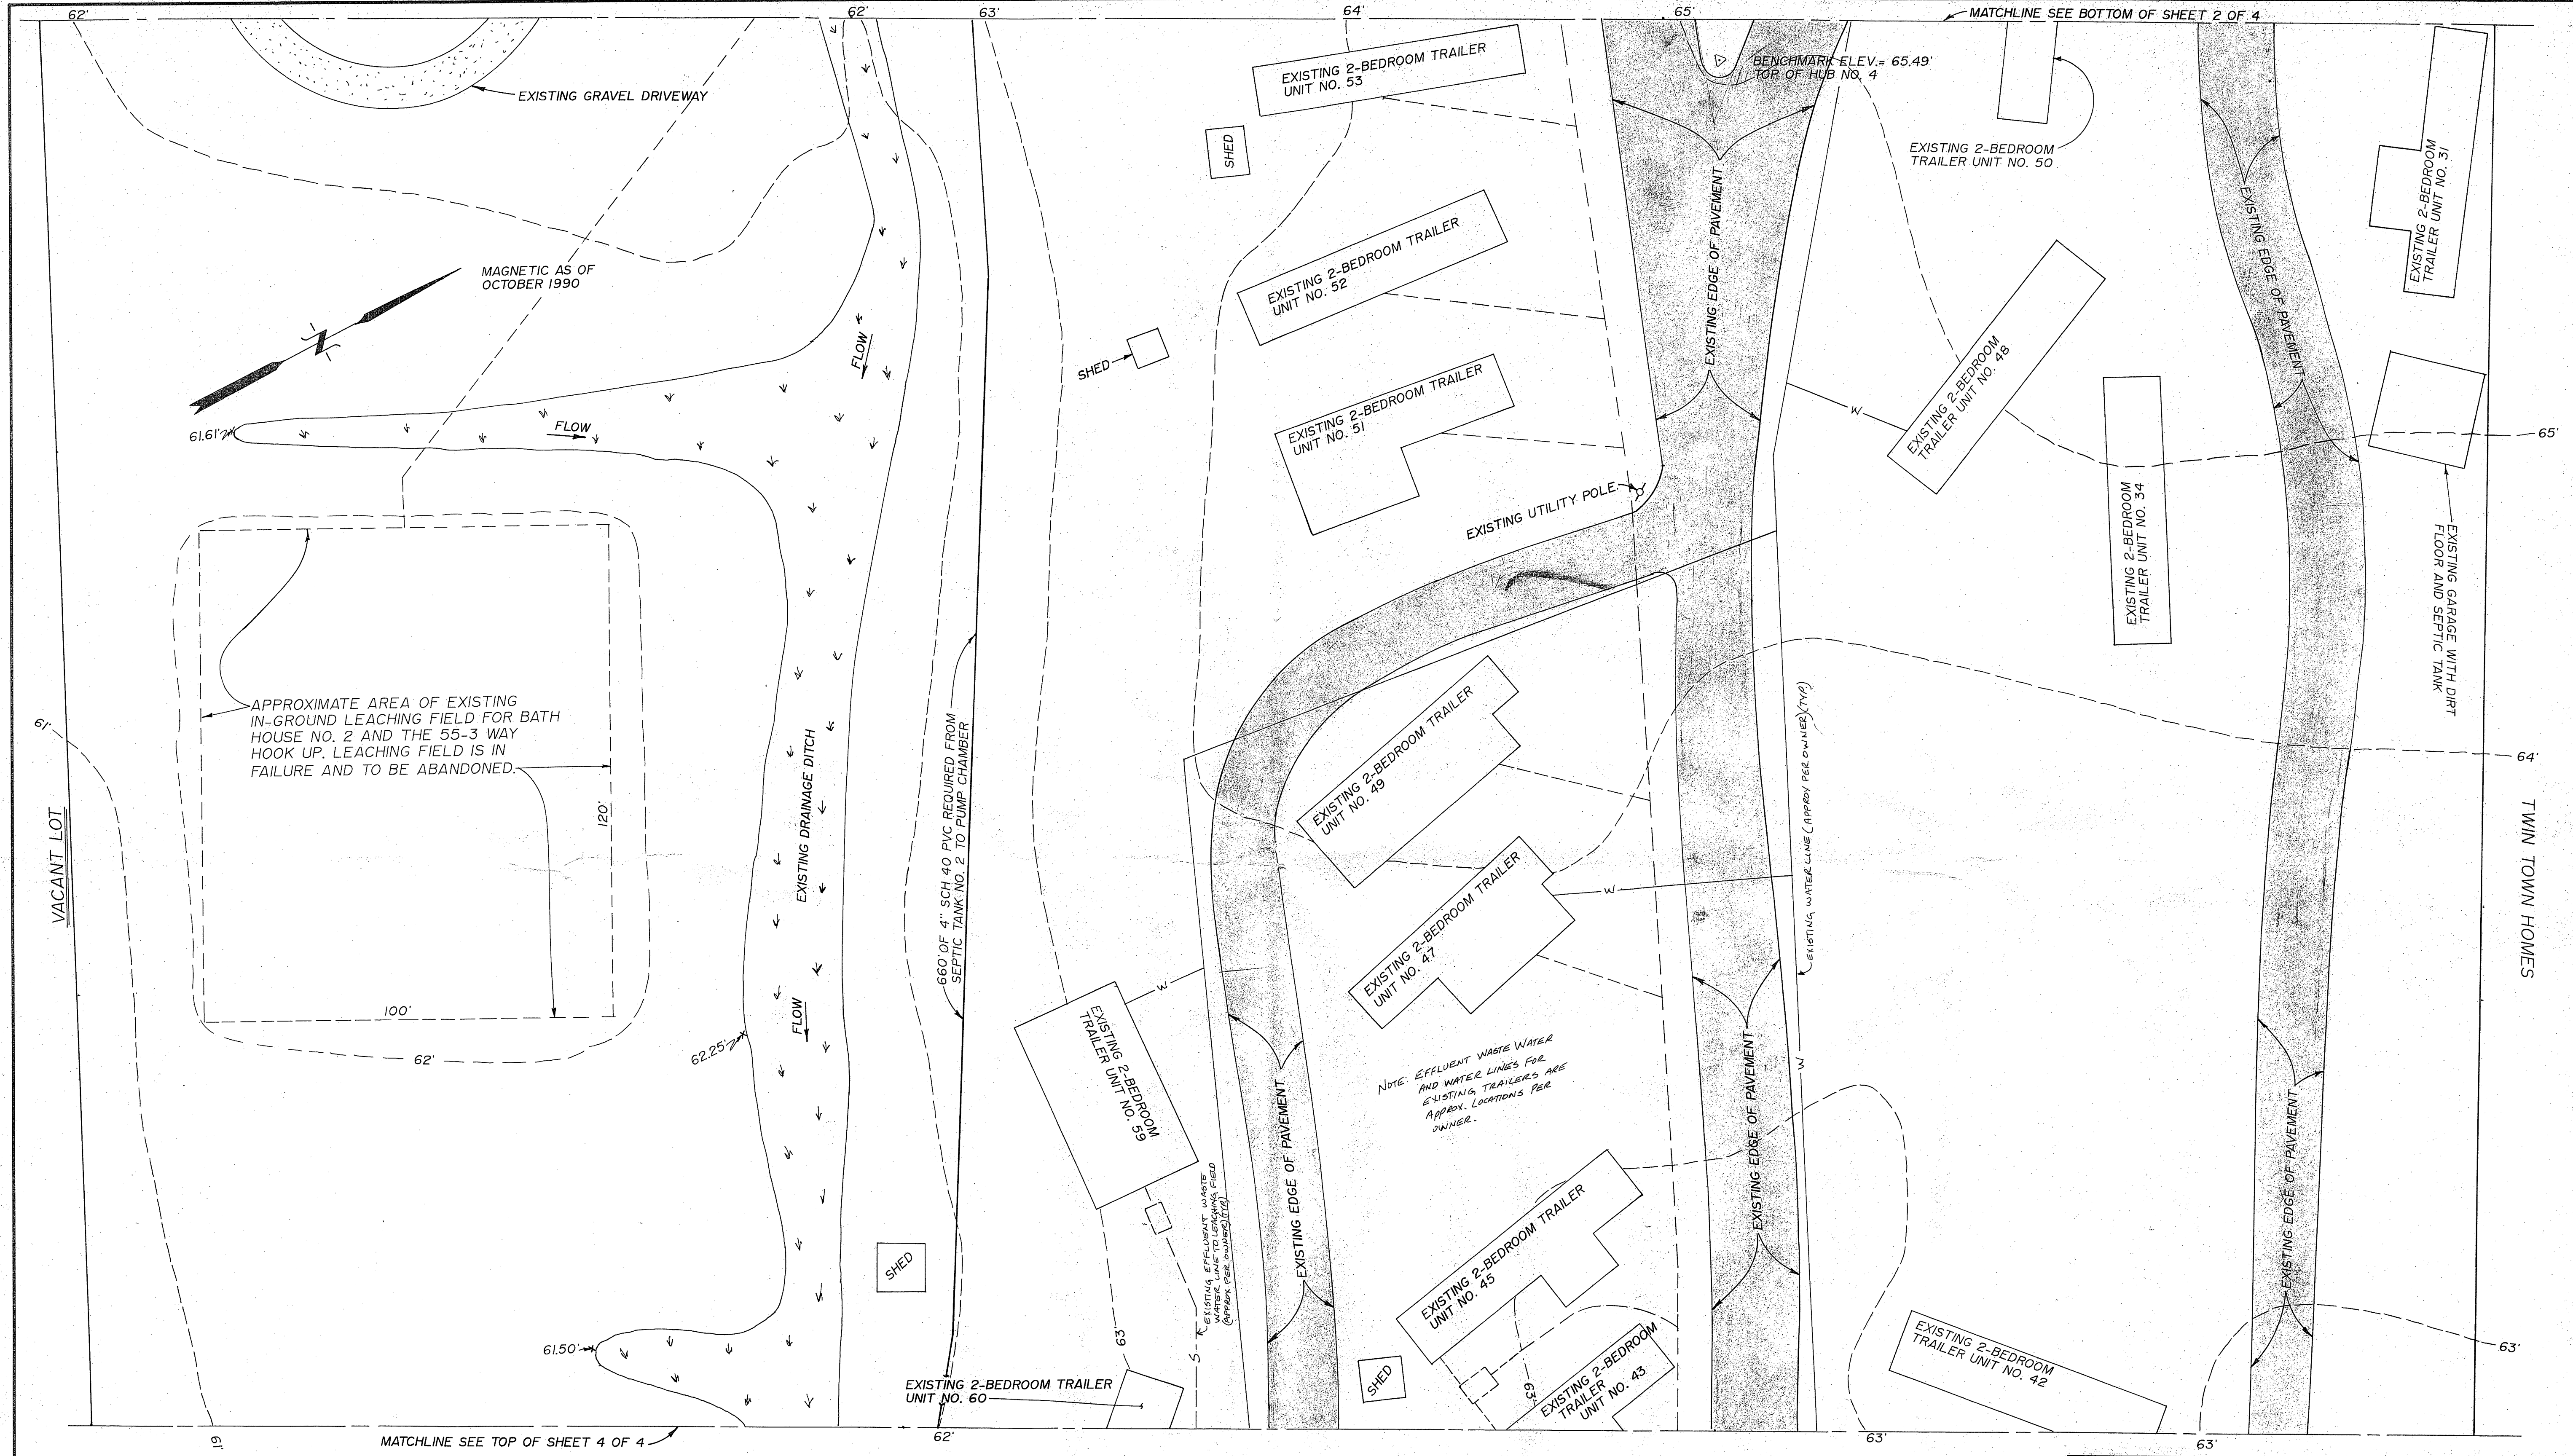 62'
62'
63'
64'
65'
MATCHLINE SEE BOTTOM OF SHEET 2 OF 4
EXISTING GRAVEL DRIVEWAY
EXISTING 2-BEDROOM TRAILER
UNIT NO. 53
BENCHMARK ELEV.= 65.49'
TOP OF HUB NO. 4
SHED
EXISTING 2-BEDROOM
TRAILER UNIT NO. 50
EXISTING 2-BEDROOM
TRAILER UNIT NO. 31
EXISTING EDGE OF PAVEMENT
EXISTING EDGE OF PAVEMENT
MAGNETIC AS OF
OCTOBER 1990
N
EXISTING 2-BEDROOM TRAILER
UNIT NO. 52
FLOW
SHED
EXISTING 2-BEDROOM TRAILER
UNIT NO. 51
W
EXISTING 2-BEDROOM
TRAILER UNIT NO. 48
61.61'
FLOW
65'
EXISTING UTILITY POLE
EXISTING 2-BEDROOM
TRAILER UNIT NO. 34
EXISTING GARAGE WITH DIRT
FLOOR AND SEPTIC TANK
APPROXIMATE AREA OF EXISTING
IN-GROUND LEACHING FIELD FOR BATH
HOUSE NO. 2 AND THE 55-3 WAY
HOOK UP. LEACHING FIELD IS IN
FAILURE AND TO BE ABANDONED.
61'
VACANT LOT
120'
100'
62'
EXISTING DRAINAGE DITCH
FLOW
62.25'
660' OF 4" SCH 40 PVC REQUIRED FROM
SEPTIC TANK NO. 2 TO PUMP CHAMBER
EXISTING 2-BEDROOM TRAILER
UNIT NO. 49
EXISTING WATER LINE (APPROX PER OWNER)(TYP.)
64'
TWIN TOWN HOMES
EXISTING 2-BEDROOM TRAILER
UNIT NO. 47
W
W
EXISTING 2-BEDROOM
TRAILER UNIT NO. 59
NOTE: EFFLUENT WASTE WATER
AND WATER LINES FOR
EXISTING TRAILERS ARE
APPROX. LOCATIONS PER
OWNER.
W
EXISTING EDGE OF PAVEMENT
EXISTING EDGE OF PAVEMENT
EXISTING EDGE OF PAVEMENT
EXISTING EFFLUENT WASTE
WATER LINE TO LEACHING FIELD
(APPROX PER OWNER)(TYP.)
SHED
EXISTING 2-BEDROOM TRAILER
UNIT NO. 45
61.50'
63'
S
EXISTING 2-BEDROOM TRAILER
UNIT NO. 60
SHED
63'
EXISTING 2-BEDROOM
TRAILER
UNIT NO. 43
EXISTING 2-BEDROOM
TRAILER UNIT NO. 42
63'
61'
MATCHLINE SEE TOP OF SHEET 4 OF 4
62'
63'
63'